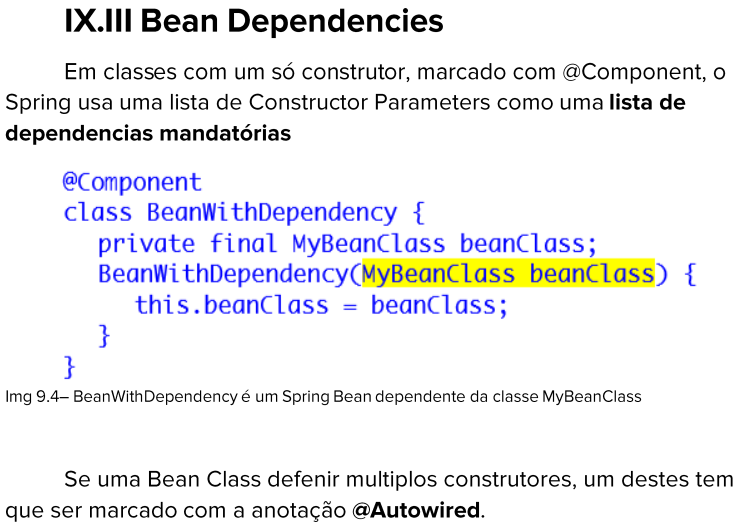 IX.III Bean Dependencies
Em classes com um só construtor, marcado com @Component, o
Spring usa uma lista de Constructor Parameters como uma lista de
dependencias mandatórias
@Component
class BeanWithDependency {
private final MyBeanClass beanClass;
BeanWithDependency(MyBeanClass beanClass) {
this.beanClass = beanClass;
}
}
Img 9.4– BeanWithDependency é um Spring Bean dependente da classe MyBeanClass
Se uma Bean Class defenir multiplos construtores, um destes tem
que ser marcado com a anotação @Autowired.